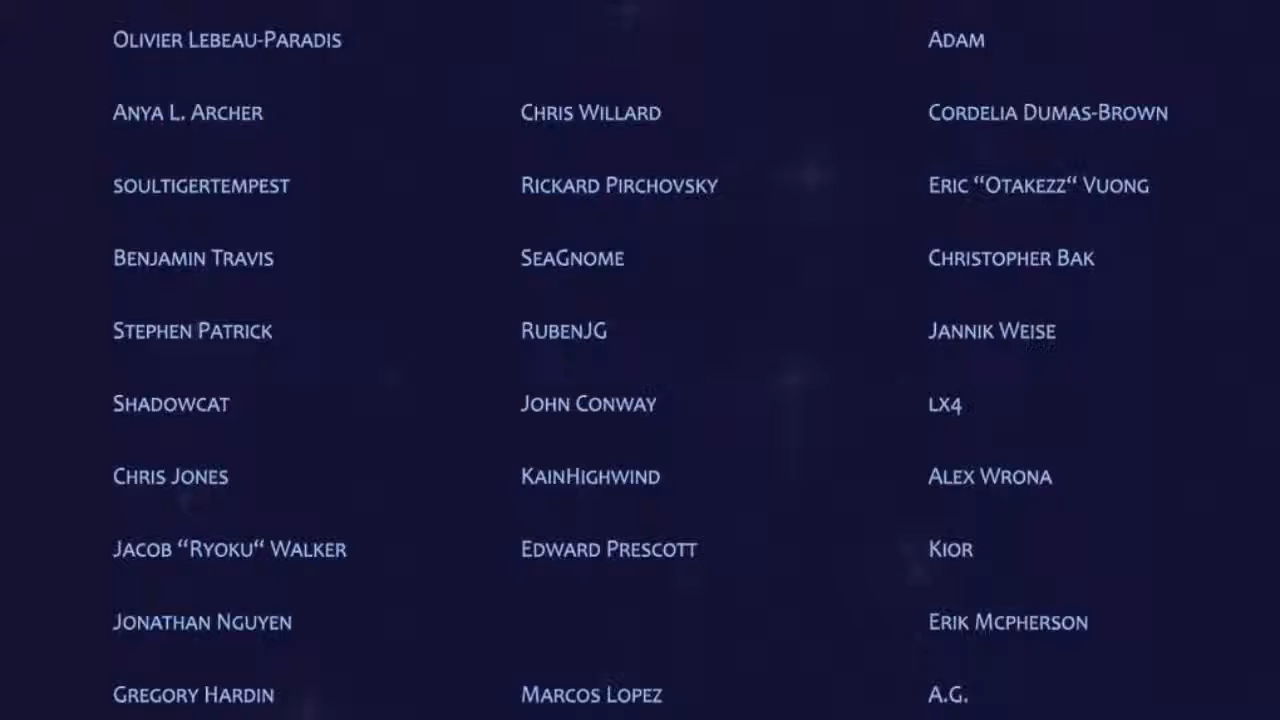 Olivier Lebeau-Paradis Adam
Anya L. Archer Chris Willard Cordelia Dumas-Brown
soultigertempest Rickard Pirchovsky Eric “Otakezz“ Vuong
Benjamin Travis SeaGnome Christopher Bak
Stephen Patrick RubenJG Jannik Weise
Shadowcat John Conway lx4
Chris Jones KainHighwind Alex Wrona
Jacob “Ryoku“ Walker Edward Prescott Kior
Jonathan Nguyen Erik Mcpherson
Gregory Hardin Marcos Lopez A.G.